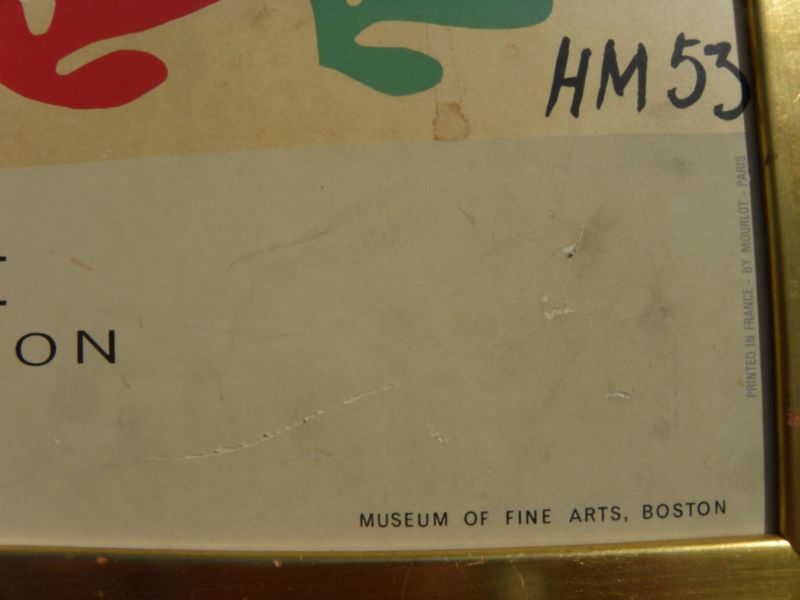 HM 53
PRINTED IN FRANCE - BY MOURLOT - PARIS
ON
MUSEUM OF FINE ARTS, BOSTON